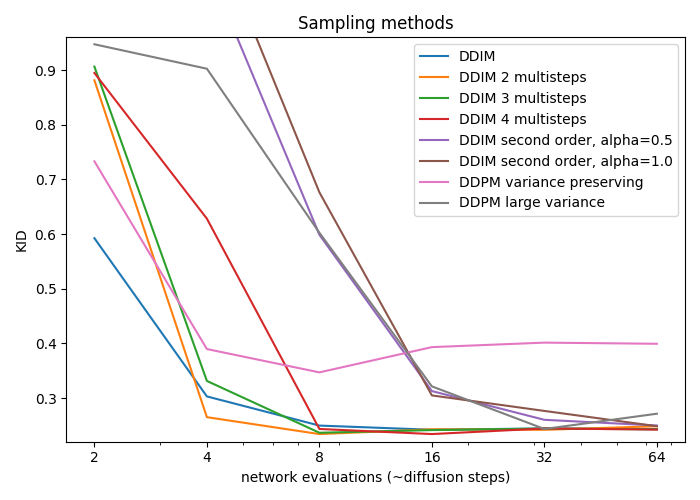 Sampling methods
DDIM
DDIM 2 multisteps
DDIM 3 multisteps
DDIM 4 multisteps
DDIM second order, alpha=0.5
DDIM second order, alpha=1.0
DDPM variance preserving
DDPM large variance
KID
0.9
0.8
0.7
0.6
0.5
0.4
0.3
2 4 8 16 32 64
network evaluations (~diffusion steps)